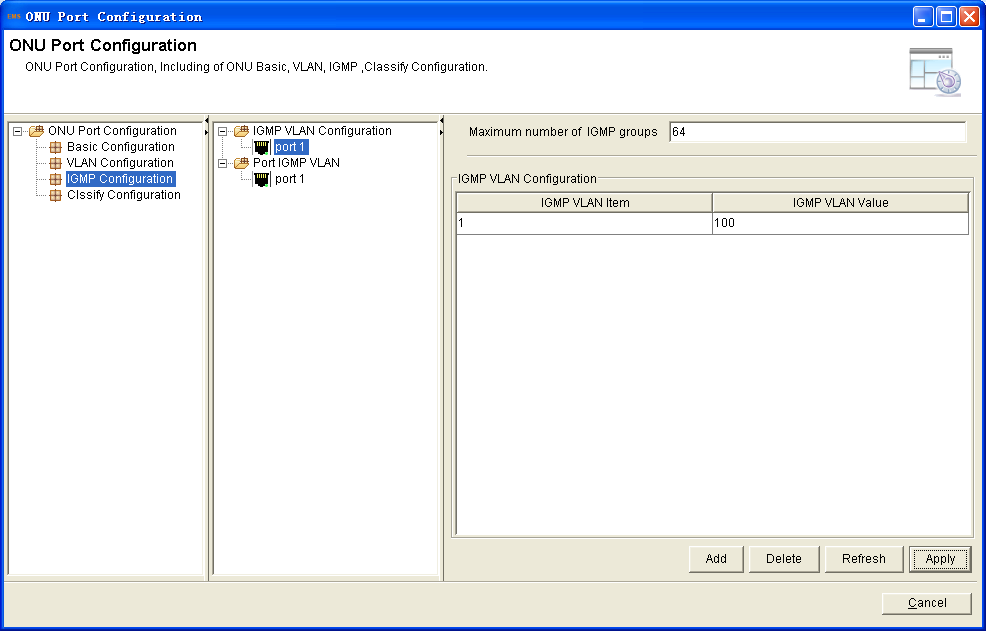 EMS ONU Port Configuration
ONU Port Configuration
ONU Port Configuration, Including of ONU Basic, VLAN, IGMP ,Classify Configuration.
ONU Port Configuration
Basic Configuration
VLAN Configuration
IGMP Configuration
Clssify Configuration
IGMP VLAN Configuration
port 1
Port IGMP VLAN
port 1
Maximum number of IGMP groups 64
IGMP VLAN Configuration
IGMP VLAN Item IGMP VLAN Value
1 100
Add Delete Refresh Apply
Cancel